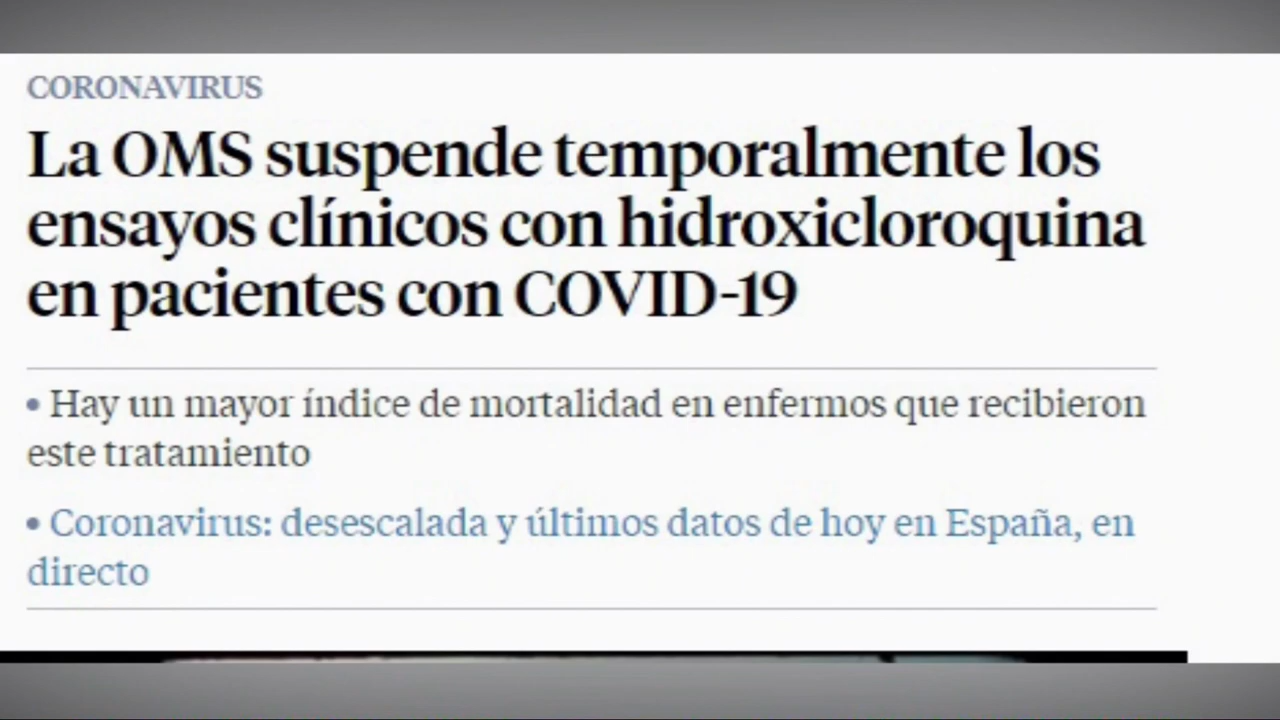 CORONAVIRUS
La OMS suspende temporalmente los
ensayos clínicos con hidroxicloroquina
en pacientes con COVID-19
• Hay un mayor índice de mortalidad en enfermos que recibieron
este tratamiento
• Coronavirus: desescalada y últimos datos de hoy en España, en
directo